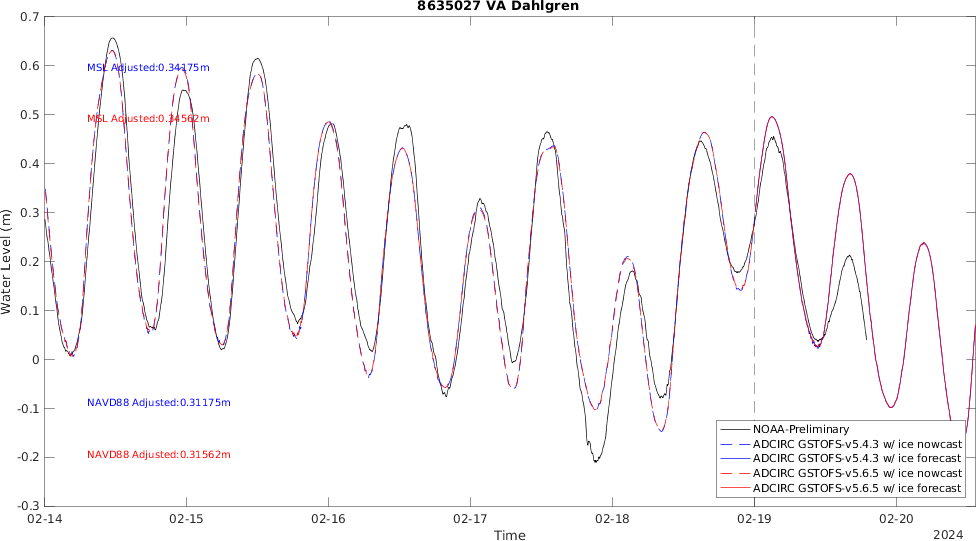 8635027 VA Dahlgren
0.7
0.6
0.5
0.4
0.3
0.2
0.1
0
-0.1
-0.2
-0.3
Water Level (m)
MSL Adjusted:0.34175m
MSL Adjusted:0.34562m
NAVD88 Adjusted:0.31175m
NAVD88 Adjusted:0.31562m
NOAA-Preliminary
ADCIRC GSTOFS-v5.4.3 w/ ice nowcast
ADCIRC GSTOFS-v5.4.3 w/ ice forecast
ADCIRC GSTOFS-v5.6.5 w/ ice nowcast
ADCIRC GSTOFS-v5.6.5 w/ ice forecast
02-14 02-15 02-16 02-17 02-18 02-19 02-20
Time
2024